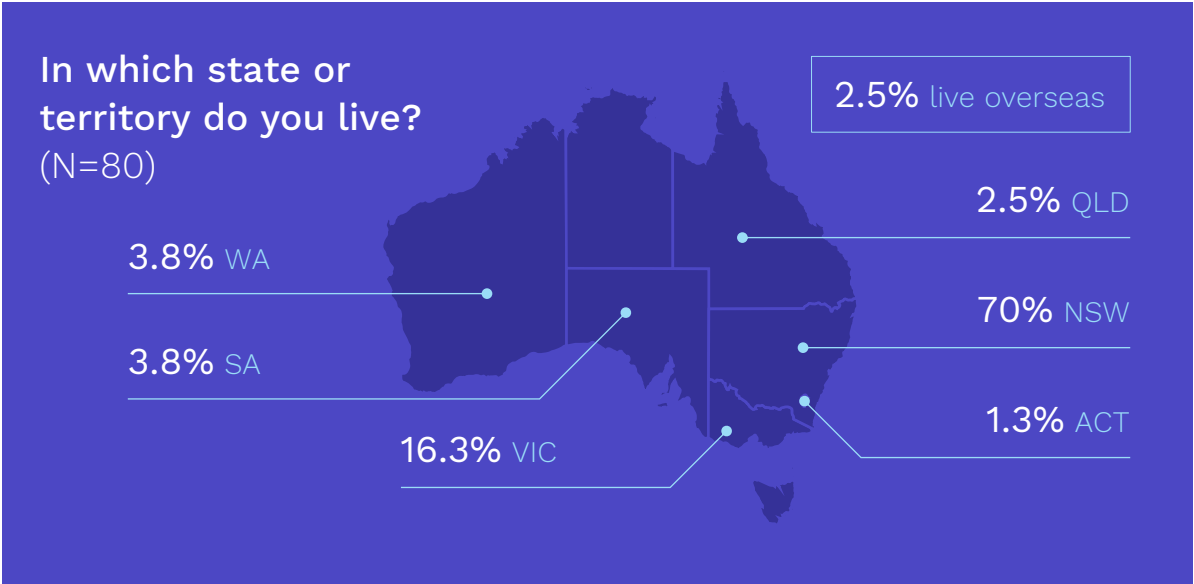 In which state or
territory do you live?
(N=80)
2.5% live overseas
2.5% QLD
3.8% WA
70% NSW
3.8% SA
1.3% ACT
16.3% VIC